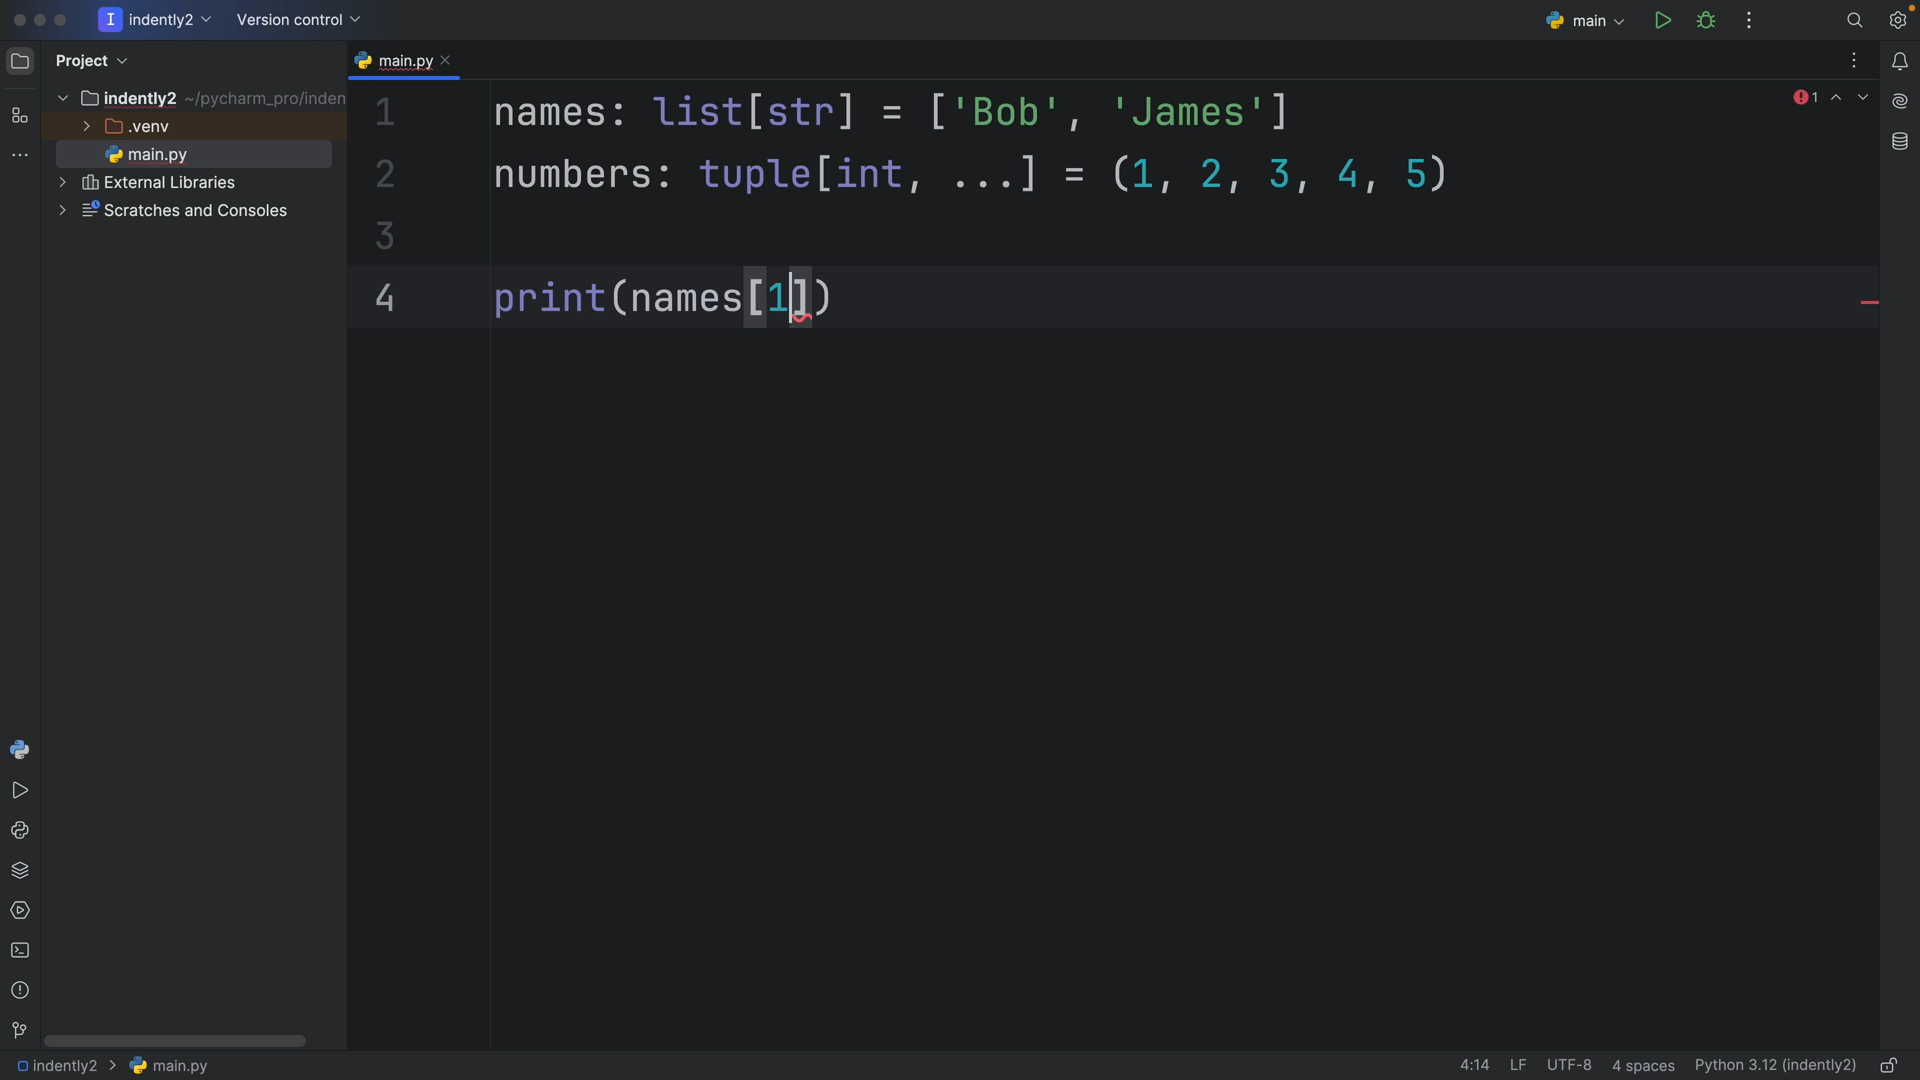 I indently2 Version control main
Project main.py
indently2 ~/pycharm_pro/inden
.venv
main.py
External Libraries
Scratches and Consoles
1 names: list[str] = ['Bob', 'James']
2 numbers: tuple[int, ...] = (1, 2, 3, 4, 5)
3
4 print(names[1])
1
indently2 > main.py 4:14 LF UTF-8 4 spaces Python 3.12 (indently2)